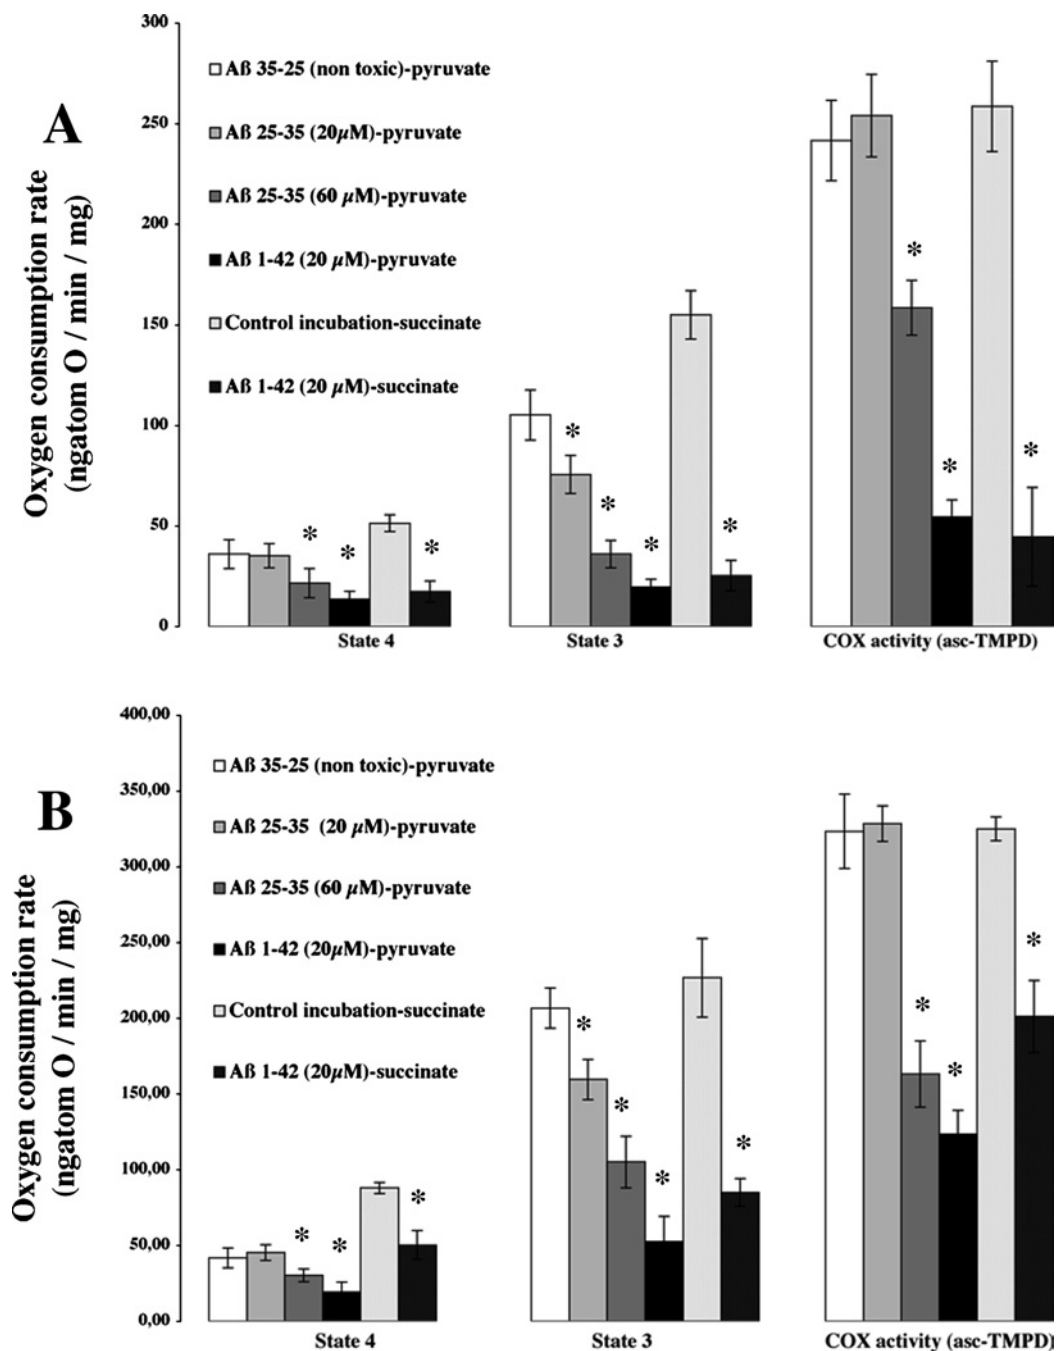 A
Oxygen consumption rate
(ngatom O / min / mg)
300
250
200
150
100
50
0
Aß 35-25 (non toxic)-pyruvate
Aß 25-35 (20µM)-pyruvate
Aß 25-35 (60 µM)-pyruvate
Aß 1-42 (20 µM)-pyruvate
Control incubation-succinate
Aß 1-42 (20 µM)-succinate
* * *
* * * *
* * *
State 4
State 3
COX activity (asc-TMPD)
B
Oxygen consumption rate
(ngatom O / min / mg)
400,00
350,00
300,00
250,00
200,00
150,00
100,00
50,00
0,00
Aß 35-25 (non toxic)-pyruvate
Aß 25-35 (20 µM)-pyruvate
Aß 25-35 (60 µM)-pyruvate
Aß 1-42 (20µM)-pyruvate
Control incubation-succinate
Aß 1-42 (20µM)-succinate
* * *
* * * *
* * *
State 4
State 3
COX activity (asc-TMPD)